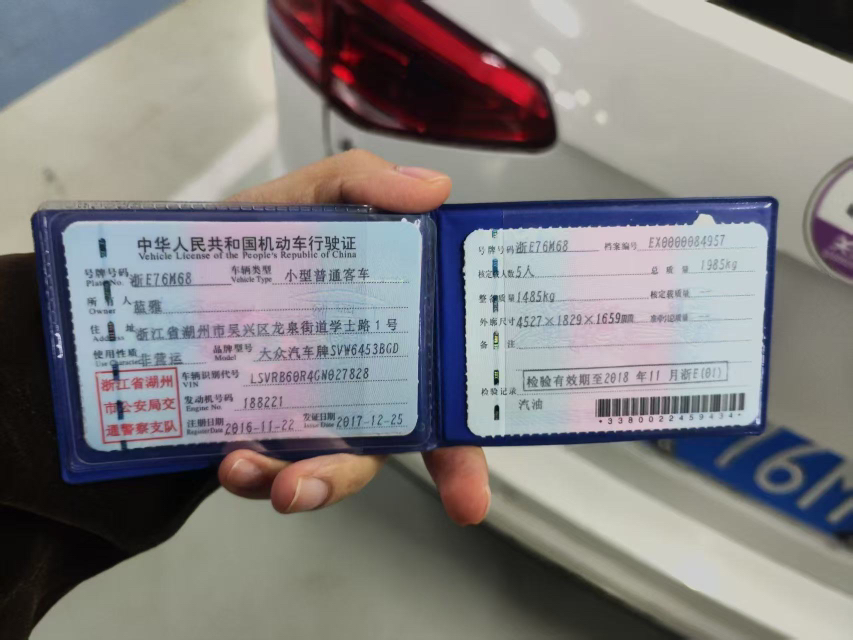 中华人民共和国机动车行驶证
Vehicle License of the People's Republic of China
号牌号码 浙E76M68 车辆类型 小型普通客车
Plate No. Vehicle Type
所有人 蓝雅
Owner
住址 浙江省湖州市吴兴区龙泉街道学士路1号
Address
使用性质 非营运 品牌型号 大众汽车牌SVW6453BGD
Use Character Model
浙江省湖州
市公安局交
通警察支队
车辆识别代号 LSVRB60R4GN027828
VIN
发动机号码 188221
Engine No.
注册日期 2016-11-22 发证日期 2017-12-25
Register Date Issue Date
号牌号码 浙E76M68 档案编号 EX0000084957
核定载人数 5人 总质量 1985kg
整备质量 1485kg 核定载质量 --
外廓尺寸 4527×1829×1659mm 准牵引总质量 --
备注
检验有效期至2018 年11 月浙E(01)
检验记录
汽油
*3380022459434*
76M